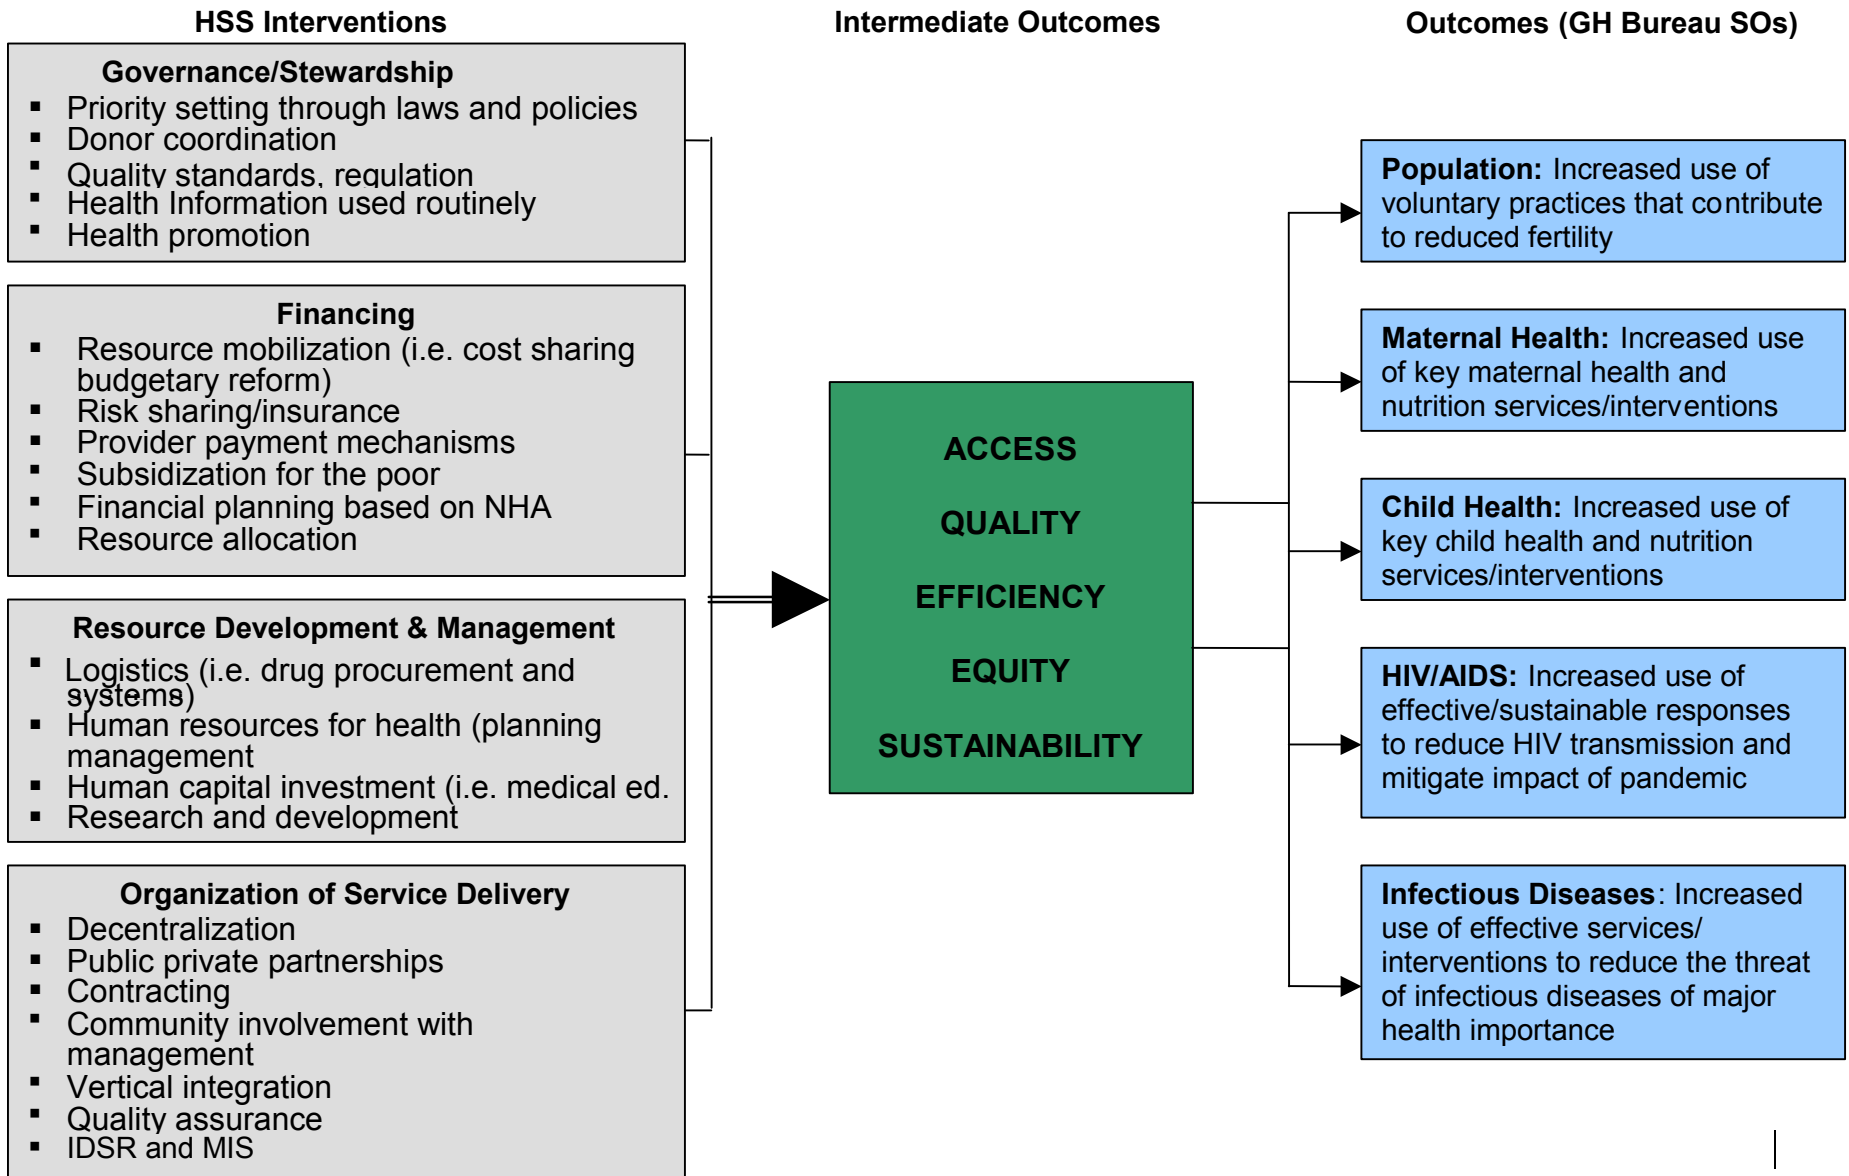 HSS Interventions
Governance/Stewardship
▪ Priority setting through laws and policies
▪ Donor coordination
▪ Quality standards, regulation
▪ Health Information used routinely
▪ Health promotion
Financing
▪ Resource mobilization (i.e. cost sharing
budgetary reform)
▪ Risk sharing/insurance
▪ Provider payment mechanisms
▪ Subsidization for the poor
▪ Financial planning based on NHA
▪ Resource allocation
Resource Development & Management
▪ Logistics (i.e. drug procurement and
systems)
▪ Human resources for health (planning
management
▪ Human capital investment (i.e. medical ed.
▪ Research and development
Organization of Service Delivery
▪ Decentralization
▪ Public private partnerships
▪ Contracting
▪ Community involvement with
management
▪ Vertical integration
▪ Quality assurance
▪ IDSR and MIS
Intermediate Outcomes
ACCESS
QUALITY
EFFICIENCY
EQUITY
SUSTAINABILITY
Outcomes (GH Bureau SOs)
Population: Increased use of
voluntary practices that contribute
to reduced fertility
Maternal Health: Increased use
of key maternal health and
nutrition services/interventions
Child Health: Increased use of
key child health and nutrition
services/interventions
HIV/AIDS: Increased use of
effective/sustainable responses
to reduce HIV transmission and
mitigate impact of pandemic
Infectious Diseases: Increased
use of effective services/
interventions to reduce the threat
of infectious diseases of major
health importance